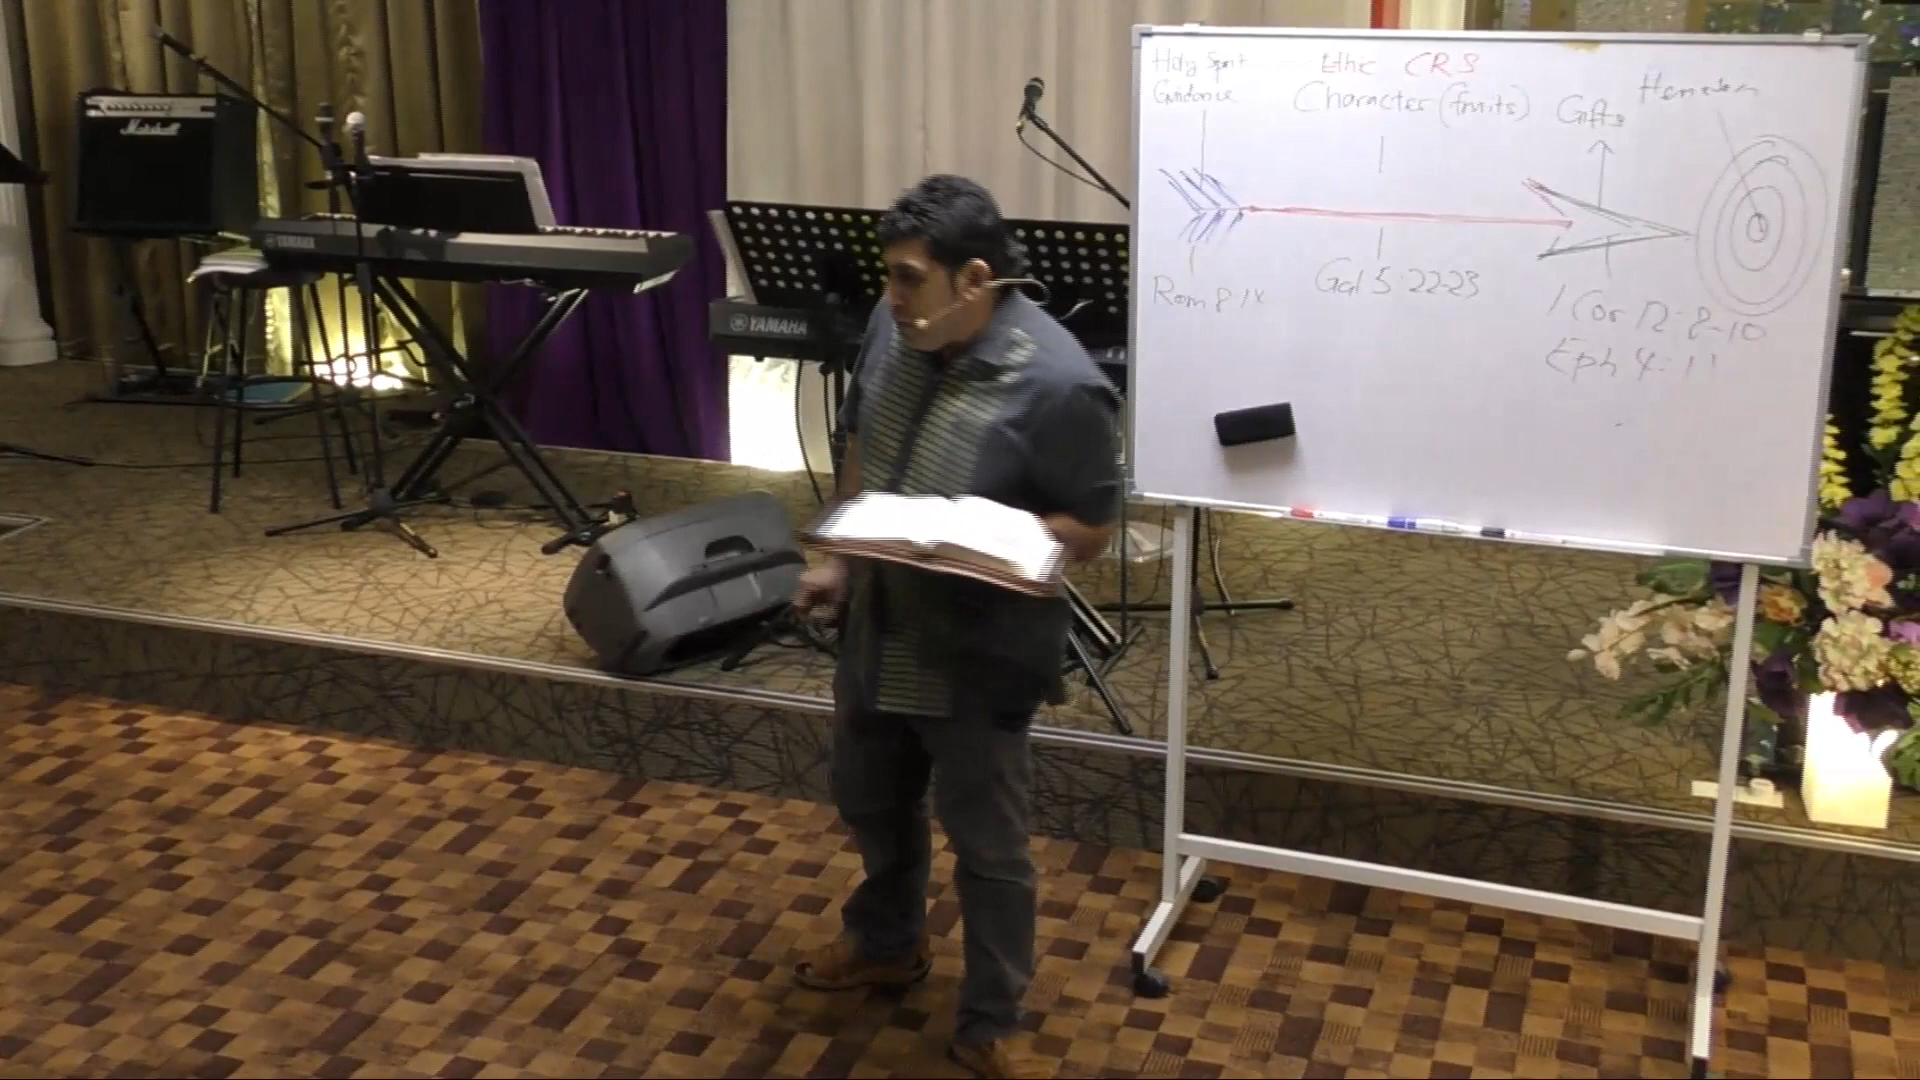 Marshall
YAMAHA
YAMAHA
Holy Spirit
Guidance
Ethic CRS
Character (fruits)
Gifts
Rom 8:14
Gal 5:22-23
1 Cor 12:8-10
Eph 4:11